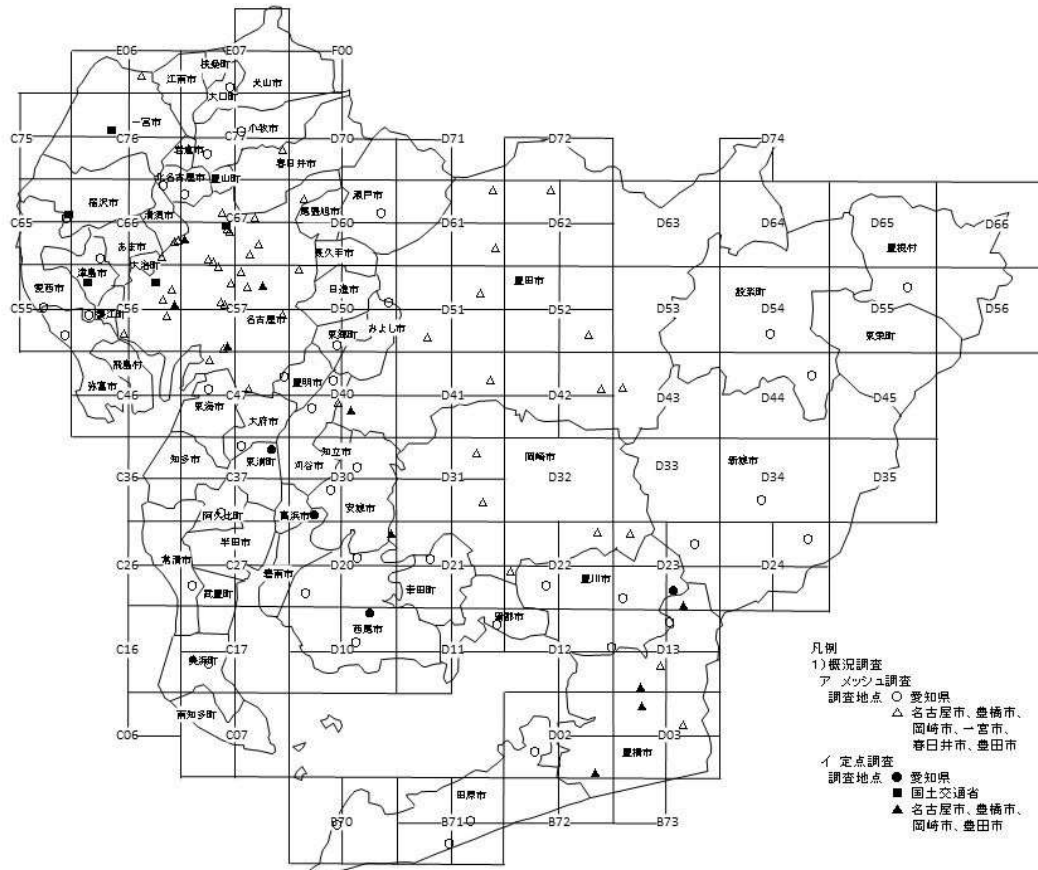 E06 E07 F00
扶桑町
江南市 犬山市
大口町
一宮市 小牧市
C75 C76 C77 D70 D71 D72 D74
岩倉市 春日井市
北名古屋市 豊山町 瀬戸市
稲沢市 尾張旭市
清須市
C65 C66 C67 D60 D61 D62 D63 D64 D65 D66
あま市 長久手市 豊根村
大治町
津島市 日進市 豊田市 設楽町
愛西市
C55 C56 C57 D50 D51 D52 D53 D54 D55 D56
蟹江町 名古屋市 みよし市
東郷町 東栄町
飛島村
弥富市 豊明市
C46 C47 D40 D41 D42 D43 D44 D45
東海市
大府市
知多市 東浦町 刈谷市 知立市 岡崎市 新城市
C36 C37 D30 D31 D32 D33 D34 D35
阿久比町 高浜市 安城市
半田市
常滑市
C26 C27 D20 D21 D22 D23 D24
碧南市 豊川市
武豊町 幸田町
西尾市 蒲郡市
C16 C17 D10 D11 D12 D13
美浜町
南知多町
C06 C07 D02 D03
豊橋市
田原市
B70 B71 B72 B73
凡例
1)概況調査
ア メッシュ調査
調査地点 ○ 愛知県
△ 名古屋市、豊橋市、
岡崎市、一宮市、
春日井市、豊田市
イ 定点調査
調査地点 ● 愛知県
■ 国土交通省
▲ 名古屋市、豊橋市、
岡崎市、豊田市